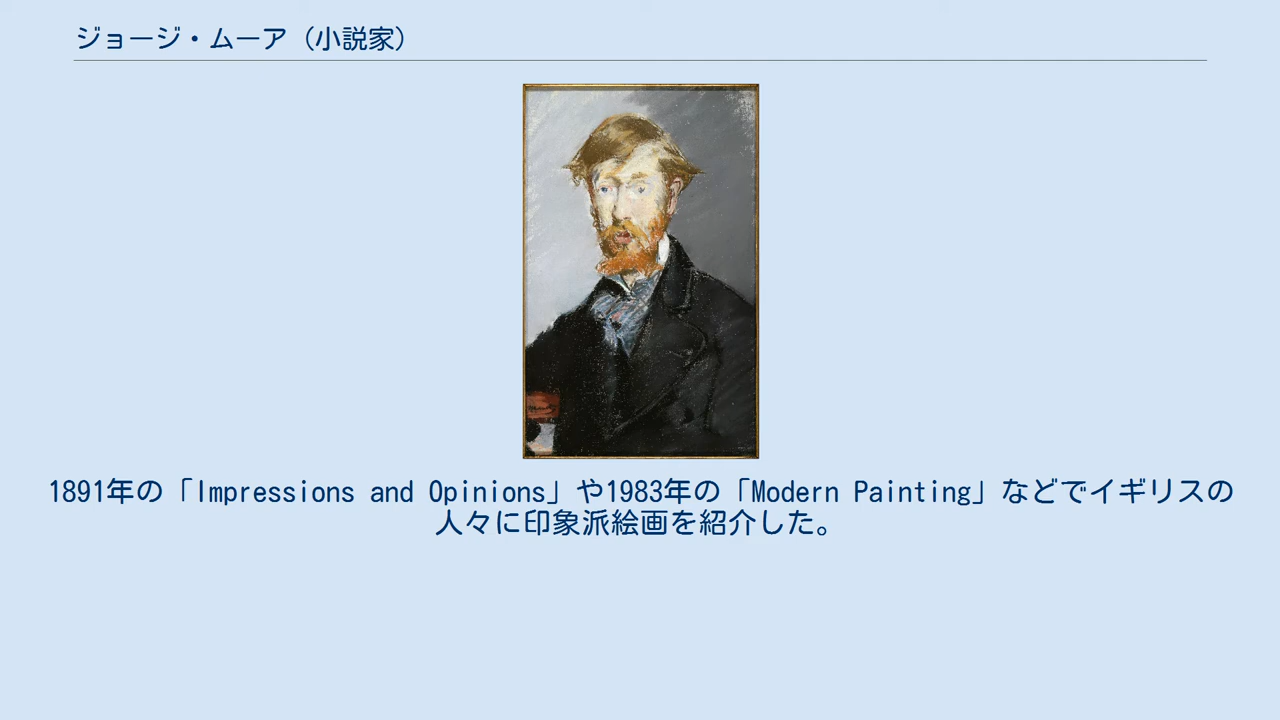 ジョージ・ムーア（小説家）
1891年の「Impressions and Opinions」や1983年の「Modern Painting」などでイギリスの
人々に印象派絵画を紹介した。